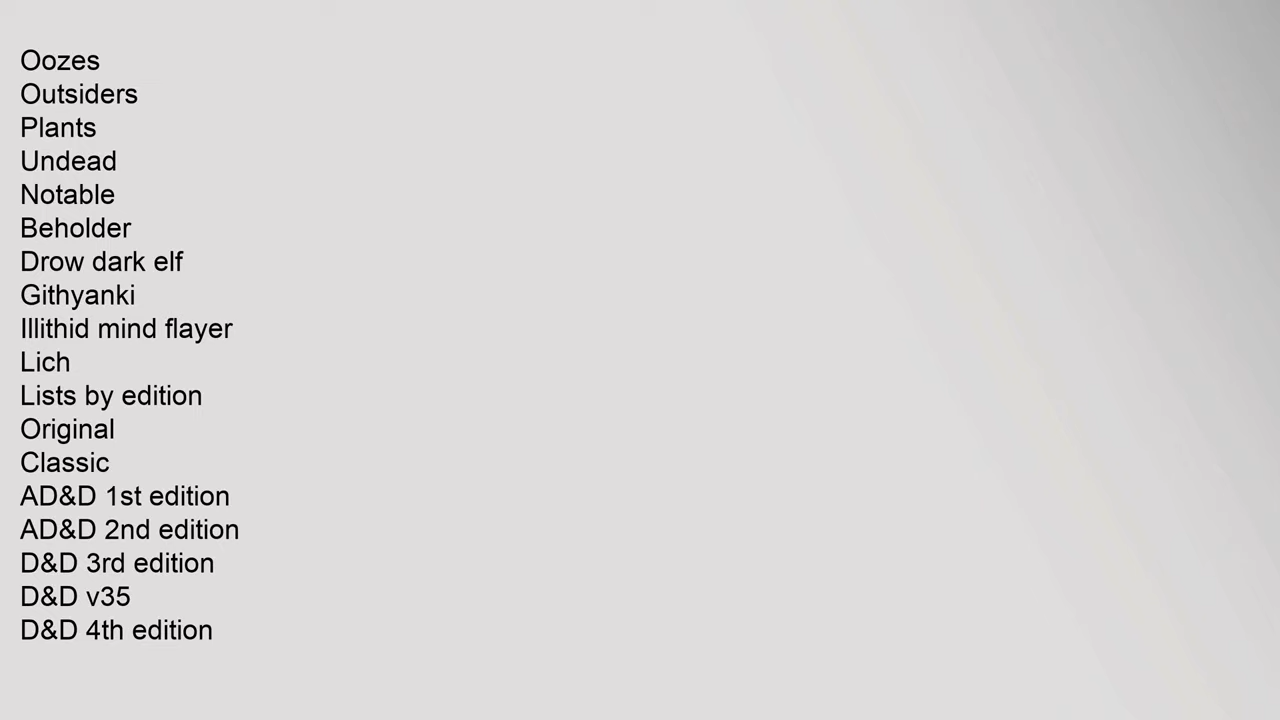 Oozes
Outsiders
Plants
Undead
Notable
Beholder
Drow dark elf
Githyanki
Illithid mind flayer
Lich
Lists by edition
Original
Classic
AD&D 1st edition
AD&D 2nd edition
D&D 3rd edition
D&D v35
D&D 4th edition